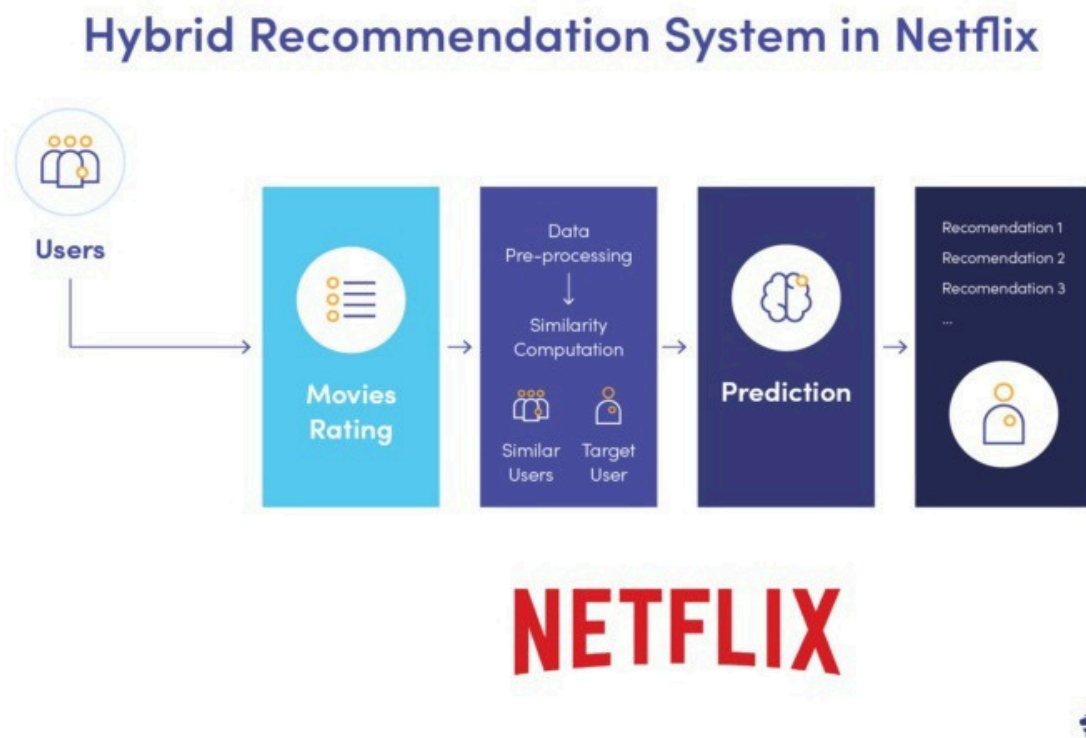 Hybrid Recommendation System in Netflix
Users
Movies
Rating
Data
Pre-processing
Similarity
Computation
Similar
Users
Target
User
Prediction
Recomendation 1
Recomendation 2
Recomendation 3
...
NETFLIX